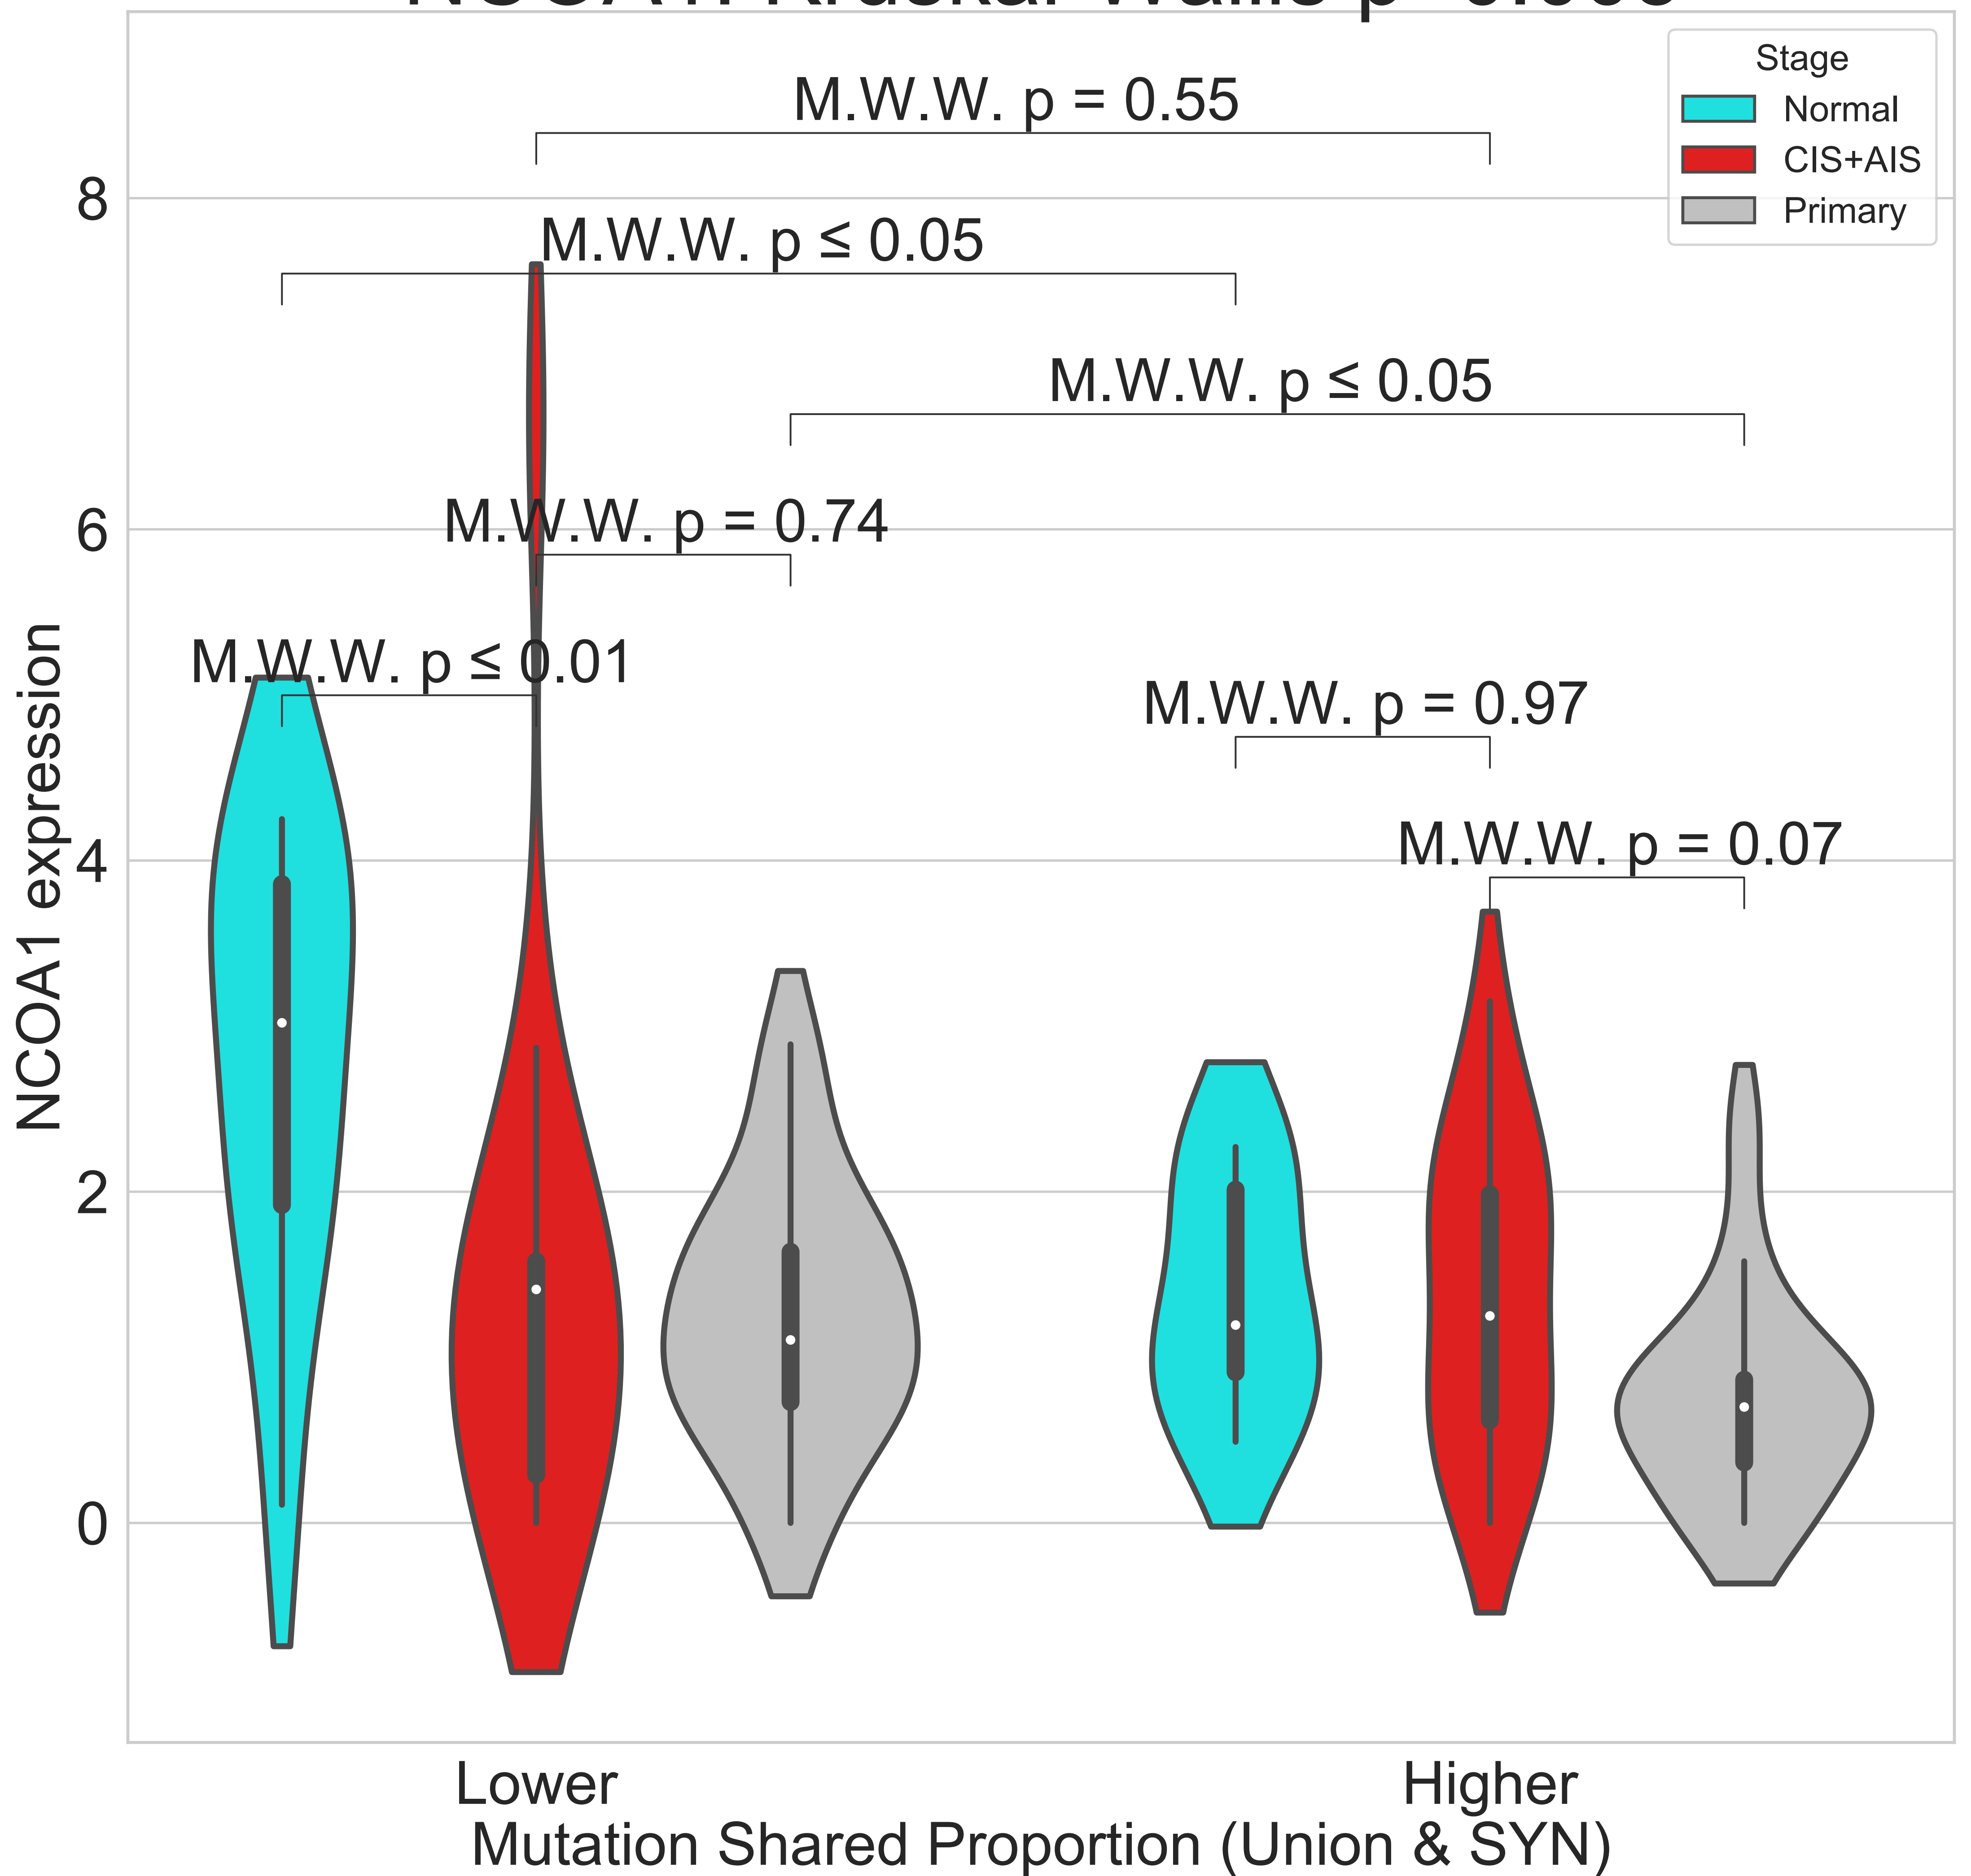 Stage
Normal
CIS+AIS
Primary
M.W.W. p = 0.55
M.W.W. p ≤ 0.05
M.W.W. p ≤ 0.05
M.W.W. p = 0.74
M.W.W. p ≤ 0.01
M.W.W. p = 0.97
M.W.W. p = 0.07
8
6
4
2
0
NCOA1 expression
Lower
Higher
Mutation Shared Proportion (Union & SYN)